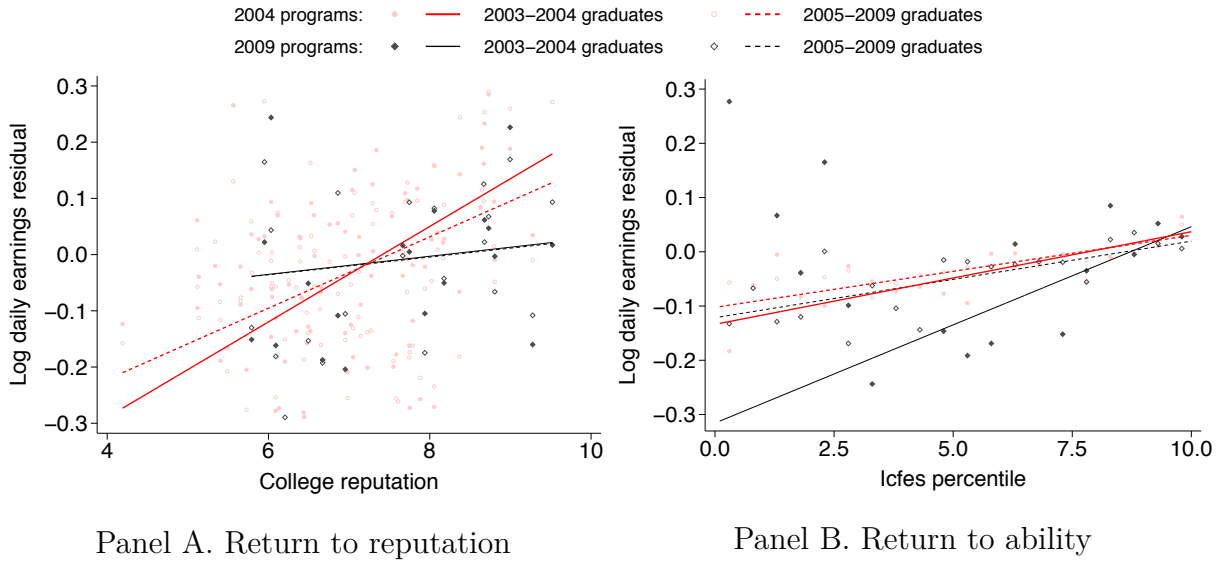 2004 programs: 2003−2004 graduates 2005−2009 graduates
2009 programs: 2003−2004 graduates 2005−2009 graduates
Log daily earnings residual
0.3
0.2
0.1
0.0
−0.1
−0.2
−0.3
4 6 8 10
College reputation
Panel A. Return to reputation
Log daily earnings residual
0.3
0.2
0.1
0.0
−0.1
−0.2
−0.3
0.0 2.5 5.0 7.5 10.0
Icfes percentile
Panel B. Return to ability